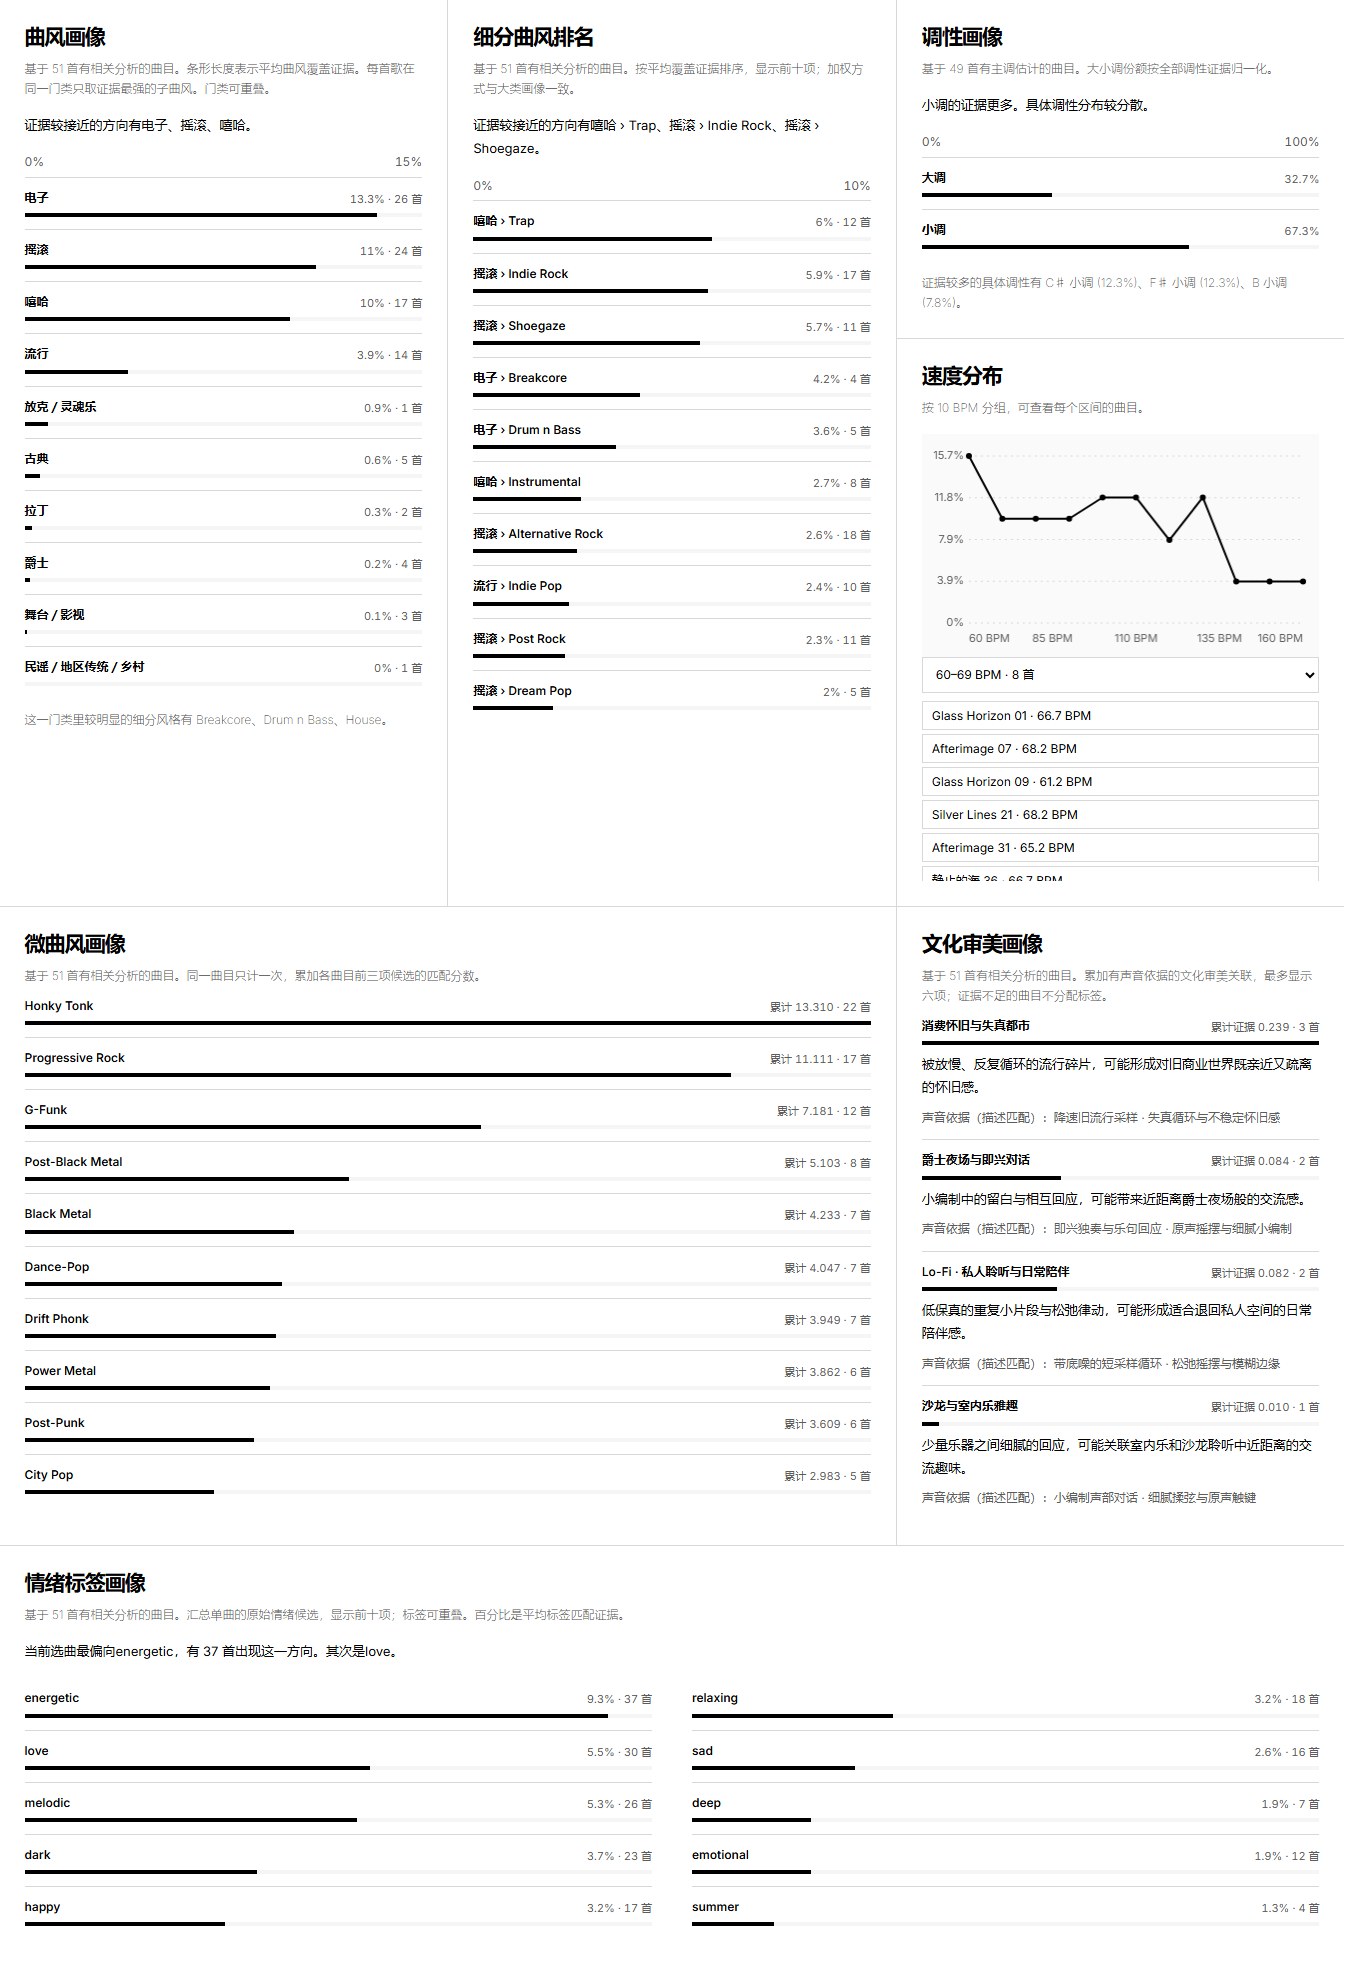 曲风画像
基于 51 首有相关分析的曲目。条形长度表示平均曲风覆盖证据。每首歌在
同一门类只取证据最强的子曲风。门类可重叠。
证据较接近的方向有电子、摇滚、嘻哈。
0% 15%
电子 13.3% · 26 首
摇滚 11% · 24 首
嘻哈 10% · 17 首
流行 3.9% · 14 首
放克 / 灵魂乐 0.9% · 1 首
古典 0.6% · 5 首
拉丁 0.3% · 2 首
爵士 0.2% · 4 首
舞台 / 影视 0.1% · 3 首
民谣 / 地区传统 / 乡村 0% · 1 首
这一门类里较明显的细分风格有 Breakcore、Drum n Bass、House。
细分曲风排名
基于 51 首有相关分析的曲目。按平均覆盖证据排序，显示前十项；加权方
式与大类画像一致。
证据较接近的方向有嘻哈 › Trap、摇滚 › Indie Rock、摇滚 ›
Shoegaze。
0% 10%
嘻哈 › Trap 6% · 12 首
摇滚 › Indie Rock 5.9% · 17 首
摇滚 › Shoegaze 5.7% · 11 首
电子 › Breakcore 4.2% · 4 首
电子 › Drum n Bass 3.6% · 5 首
嘻哈 › Instrumental 2.7% · 8 首
摇滚 › Alternative Rock 2.6% · 18 首
流行 › Indie Pop 2.4% · 10 首
摇滚 › Post Rock 2.3% · 11 首
摇滚 › Dream Pop 2% · 5 首
调性画像
基于 49 首有主调估计的曲目。大小调份额按全部调性证据归一化。
小调的证据更多。具体调性分布较分散。
0% 100%
大调 32.7%
小调 67.3%
证据较多的具体调性有 C♯ 小调 (12.3%)、F♯ 小调 (12.3%)、B 小调
(7.8%)。
速度分布
按 10 BPM 分组，可查看每个区间的曲目。
15.7%
11.8%
7.9%
3.9%
0%
60 BPM 85 BPM 110 BPM 135 BPM 160 BPM
60–69 BPM · 8 首
Glass Horizon 01 · 66.7 BPM
Afterimage 07 · 68.2 BPM
Glass Horizon 09 · 61.2 BPM
Silver Lines 21 · 68.2 BPM
Afterimage 31 · 65.2 BPM
静止的海 36 · 66.7 BPM
微曲风画像
基于 51 首有相关分析的曲目。同一曲目只计一次，累加各曲目前三项候选的匹配分数。
Honky Tonk 累计 13.310 · 22 首
Progressive Rock 累计 11.111 · 17 首
G-Funk 累计 7.181 · 12 首
Post-Black Metal 累计 5.103 · 8 首
Black Metal 累计 4.233 · 7 首
Dance-Pop 累计 4.047 · 7 首
Drift Phonk 累计 3.949 · 7 首
Power Metal 累计 3.862 · 6 首
Post-Punk 累计 3.609 · 6 首
City Pop 累计 2.983 · 5 首
文化审美画像
基于 51 首有相关分析的曲目。累加有声音依据的文化审美关联，最多显示
六项；证据不足的曲目不分配标签。
消费怀旧与失真都市 累计证据 0.239 · 3 首
被放慢、反复循环的流行碎片，可能形成对旧商业世界既亲近又疏离
的怀旧感。
声音依据（描述匹配）：降速旧流行采样 · 失真循环与不稳定怀旧感
爵士夜场与即兴对话 累计证据 0.084 · 2 首
小编制中的留白与相互回应，可能带来近距离爵士夜场般的交流感。
声音依据（描述匹配）：即兴独奏与乐句回应 · 原声摇摆与细腻小编制
Lo-Fi · 私人聆听与日常陪伴 累计证据 0.082 · 2 首
低保真的重复小片段与松弛律动，可能形成适合退回私人空间的日常
陪伴感。
声音依据（描述匹配）：带底噪的短采样循环 · 松弛摇摆与模糊边缘
沙龙与室内乐雅趣 累计证据 0.010 · 1 首
少量乐器之间细腻的回应，可能关联室内乐和沙龙聆听中近距离的交
流趣味。
声音依据（描述匹配）：小编制声部对话 · 细腻揉弦与原声触键
情绪标签画像
基于 51 首有相关分析的曲目。汇总单曲的原始情绪候选，显示前十项；标签可重叠。百分比是平均标签匹配证据。
当前选曲最偏向energetic，有 37 首出现这一方向。其次是love。
energetic 9.3% · 37 首
love 5.5% · 30 首
melodic 5.3% · 26 首
dark 3.7% · 23 首
happy 3.2% · 17 首
relaxing 3.2% · 18 首
sad 2.6% · 16 首
deep 1.9% · 7 首
emotional 1.9% · 12 首
summer 1.3% · 4 首